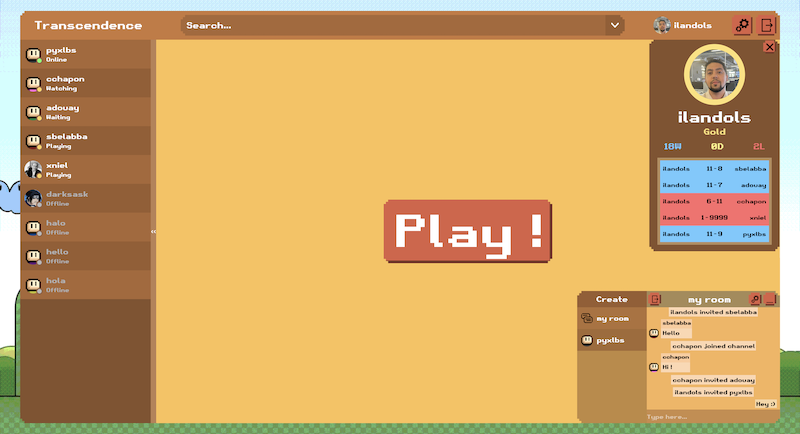 Transcendence
Search...
ilandols
pyxlbs
Online
cchapon
Watching
adouay
Waiting
sbelabba
Playing
xniel
Playing
darksask
Offline
halo
Offline
hello
Offline
hola
Offline
«
Play !
ilandols
Gold
10W 0D 2L
ilandols 11-8 sbelabba
ilandols 11-7 adouay
ilandols 6-11 cchapon
ilandols 1-9999 xniel
ilandols 11-9 pyxlbs
Create
my room
pyxlbs
my room
ilandols invited sbelabba
sbelabba
Hello
cchapon joined channel
cchapon
Hi !
cchapon invited adouay
ilandols invited pyxlbs
Hey :)
Type here...